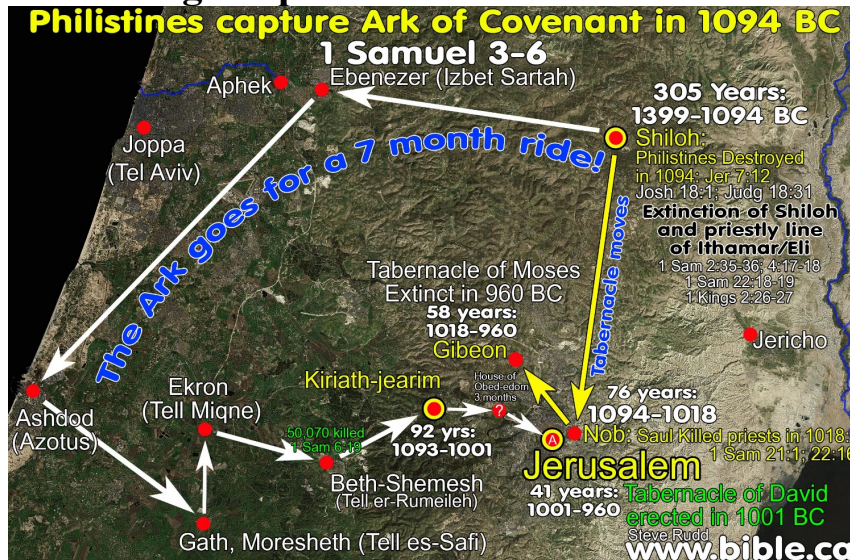 Philistines capture Ark of Covenant in 1094 BC
1 Samuel 3-6
Aphek
Ebenezer (Izbet Sartah)
Joppa
(Tel Aviv)
305 Years:
1399-1094 BC
Shiloh:
Philistines Destroyed
in 1094: Jer 7:12
Josh 18:1; Judg 18:31
Extinction of Shiloh
and priestly line
of Ithamar/Eli
1 Sam 2:35-36; 4:17-18
1 Sam 22:18-19
1 Kings 2:26-27
The Ark goes for a 7 month ride!
Tabernacle moves
Tabernacle of Moses
Extinct in 960 BC
58 years:
1018-960
Gibeon
Jericho
Kiriath-jearim
House of
Obed-edom
3 months
?
76 years:
1094-1018
Ashdod
(Azotus)
Ekron
(Tell Miqne)
50,070 killed
1 Sam 6:19
92 yrs:
1093-1001
A
Nob: Saul Killed priests in 1018:
1 Sam 21:1; 22:16
Jerusalem
Beth-Shemesh
(Tell er-Rumeileh)
41 years:
1001-960
Tabernacle of David
erected in 1001 BC
Steve Rudd
Gath, Moresheth (Tell es-Safi)
www.bible.ca